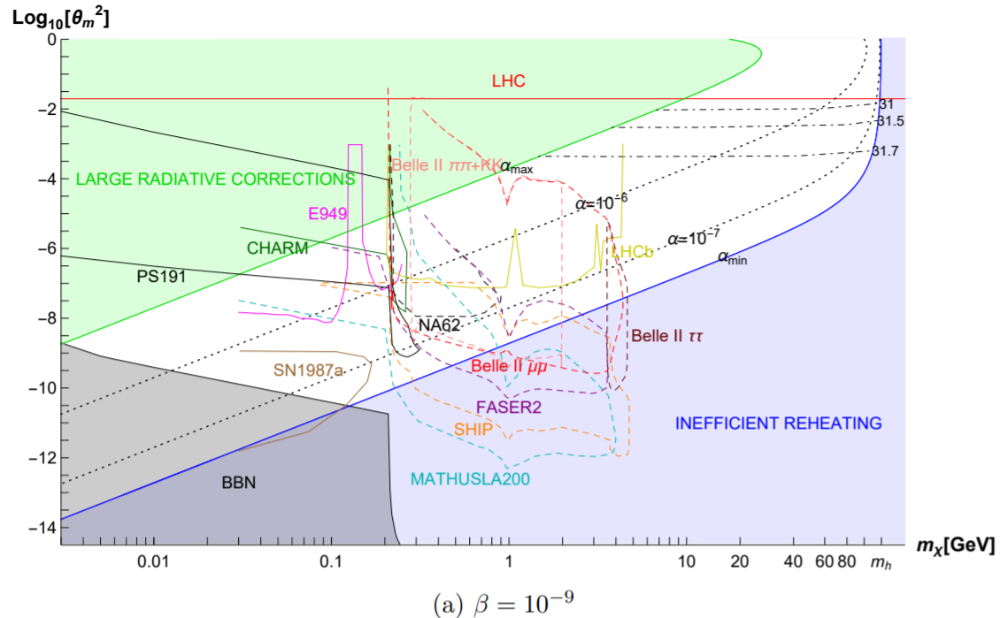 Log₁₀[θₘ²]
0
LHC
−2
31
31.5
31.7
Belle II ππ+KK
αmax
−4
LARGE RADIATIVE CORRECTIONS
E949
α=10⁻⁶
CHARM
α=10⁻⁷
−6
LHCb
αmin
PS191
−8
NA62
Belle II ττ
SN1987a
Belle II μμ
−10
FASER2
SHIP
INEFFICIENT REHEATING
MATHUSLA200
−12
BBN
−14
0.01 0.1 1 10 20 40 60 80 mₕ
mχ[GeV]
(a) β = 10⁻⁹